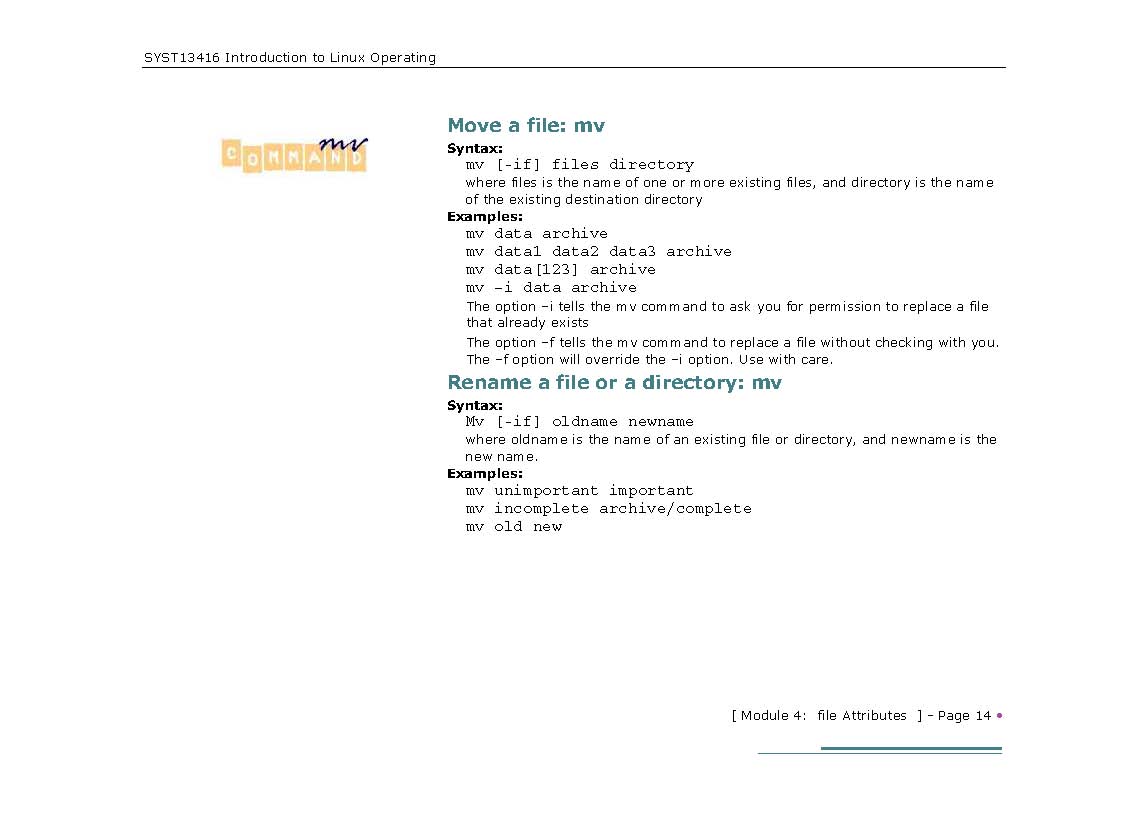 SYST13416 Introduction to Linux Operating
COMMAND mv
Move a file: mv
Syntax:
mv [-if] files directory
where files is the name of one or more existing files, and directory is the name
of the existing destination directory
Examples:
mv data archive
mv data1 data2 data3 archive
mv data[123] archive
mv –i data archive
The option –i tells the mv command to ask you for permission to replace a file
that already exists
The option –f tells the mv command to replace a file without checking with you.
The –f option will override the –i option. Use with care.
Rename a file or a directory: mv
Syntax:
Mv [-if] oldname newname
where oldname is the name of an existing file or directory, and newname is the
new name.
Examples:
mv unimportant important
mv incomplete archive/complete
mv old new
[ Module 4:  file Attributes  ] – Page 14 •